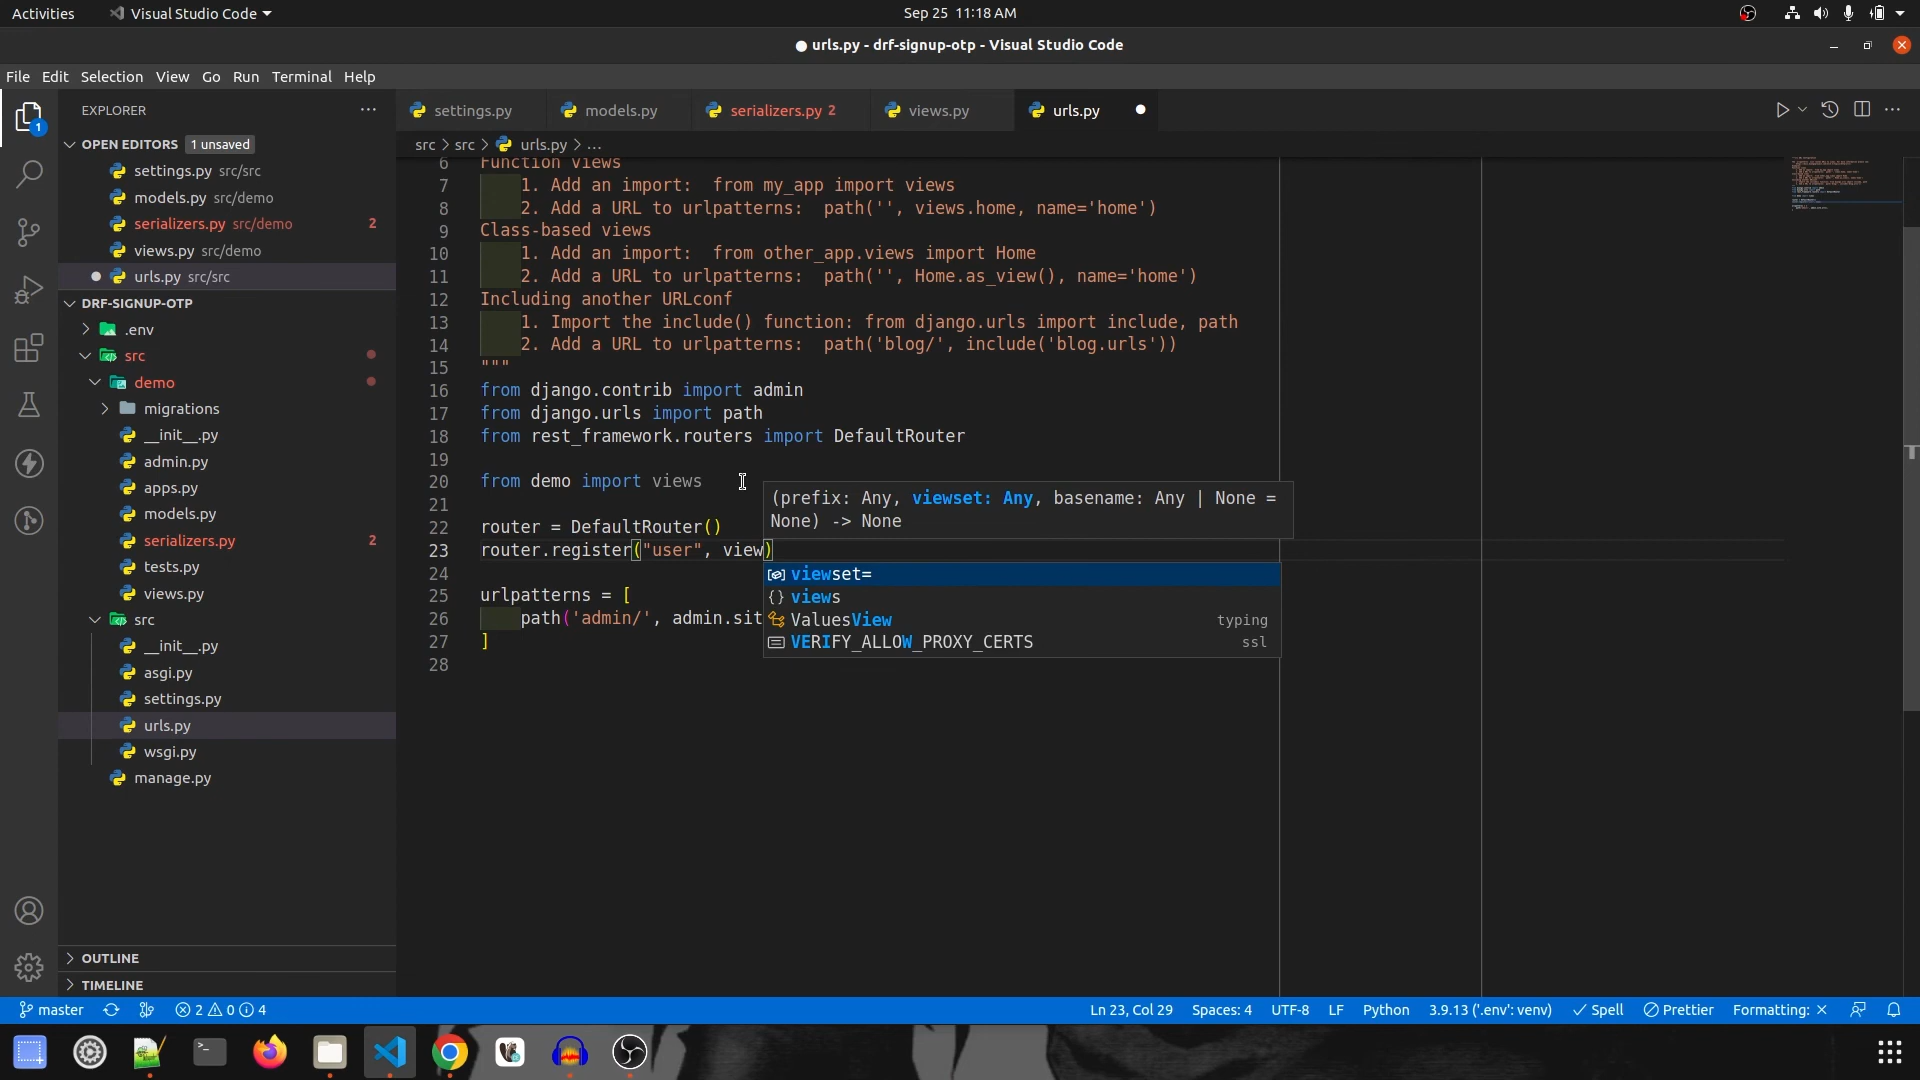 Activities Visual Studio Code Sep 25 11:18 AM
urls.py - drf-signup-otp - Visual Studio Code
File Edit Selection View Go Run Terminal Help
EXPLORER
OPEN EDITORS 1 unsaved
settings.py src/src
models.py src/demo
serializers.py src/demo 2
views.py src/demo
urls.py src/src
DRF-SIGNUP-OTP
.env
src
demo
migrations
__init__.py
admin.py
apps.py
models.py
serializers.py 2
tests.py
views.py
src
__init__.py
asgi.py
settings.py
urls.py
wsgi.py
manage.py
OUTLINE
TIMELINE
1
settings.py models.py serializers.py 2 views.py urls.py
src > src > urls.py > ...
6 Function views
7 1. Add an import:  from my_app import views
8 2. Add a URL to urlpatterns:  path('', views.home, name='home')
9 Class-based views
10 1. Add an import:  from other_app.views import Home
11 2. Add a URL to urlpatterns:  path('', Home.as_view(), name='home')
12 Including another URLconf
13 1. Import the include() function: from django.urls import include, path
14 2. Add a URL to urlpatterns:  path('blog/', include('blog.urls'))
15 """
16 from django.contrib import admin
17 from django.urls import path
18 from rest_framework.routers import DefaultRouter
19
20 from demo import views
21
22 router = DefaultRouter()
23 router.register("user", view)
24
25 urlpatterns = [
26 path('admin/', admin.sit
27 ]
28
(prefix: Any, viewset: Any, basename: Any | None =
None) -> None
viewset=
{} views
ValuesView typing
VERIFY_ALLOW_PROXY_CERTS ssl
master 2 0 4 Ln 23, Col 29 Spaces: 4 UTF-8 LF Python 3.9.13 ('.env': venv) Spell Prettier Formatting: ×